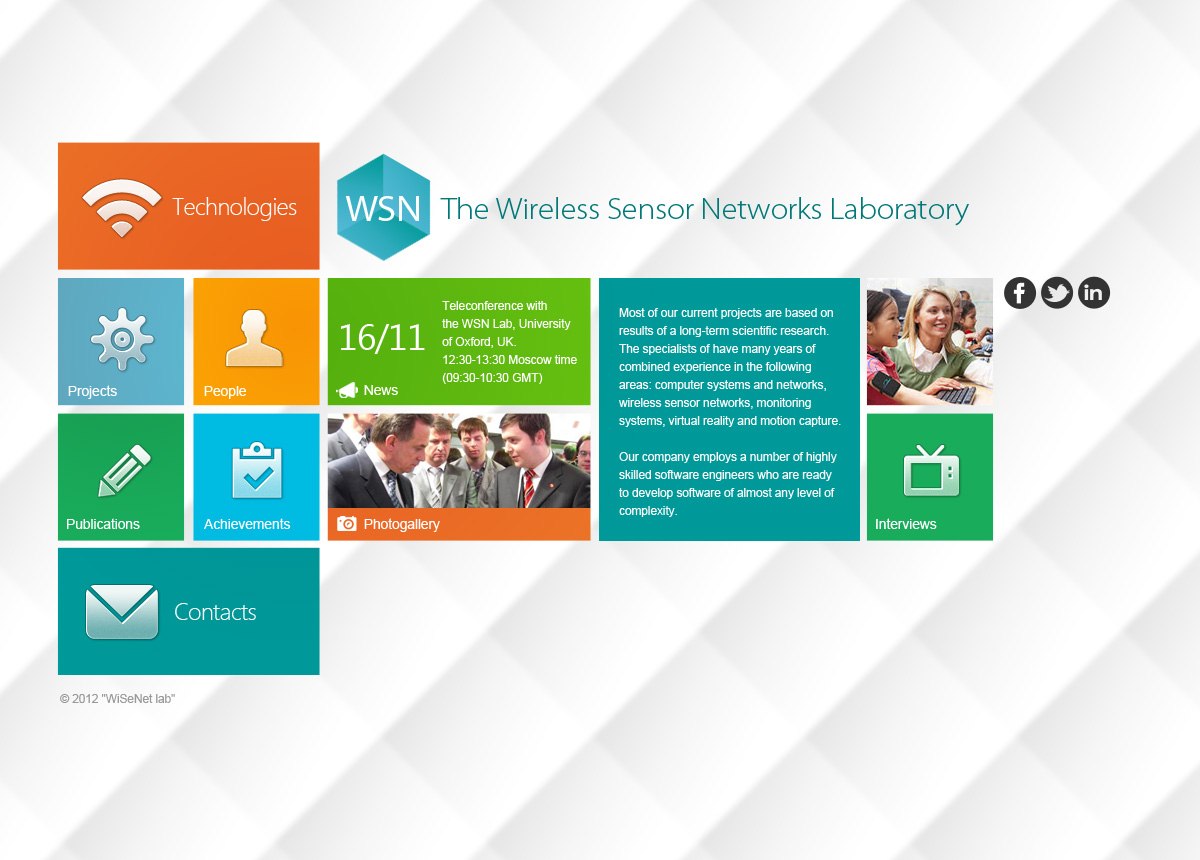 Technologies
WSN
The Wireless Sensor Networks Laboratory
Projects
People
16/11
Teleconference with
the WSN Lab, University
of Oxford, UK.
12:30-13:30 Moscow time
(09:30-10:30 GMT)
News
Most of our current projects are based on
results of a long-term scientific research.
The specialists of have many years of
combined experience in the following
areas: computer systems and networks,
wireless sensor networks, monitoring
systems, virtual reality and motion capture.
Our company employs a number of highly
skilled software engineers who are ready
to develop software of almost any level of
complexity.
f
in
Publications
Achievements
Photogallery
Interviews
Contacts
© 2012 "WiSeNet lab"